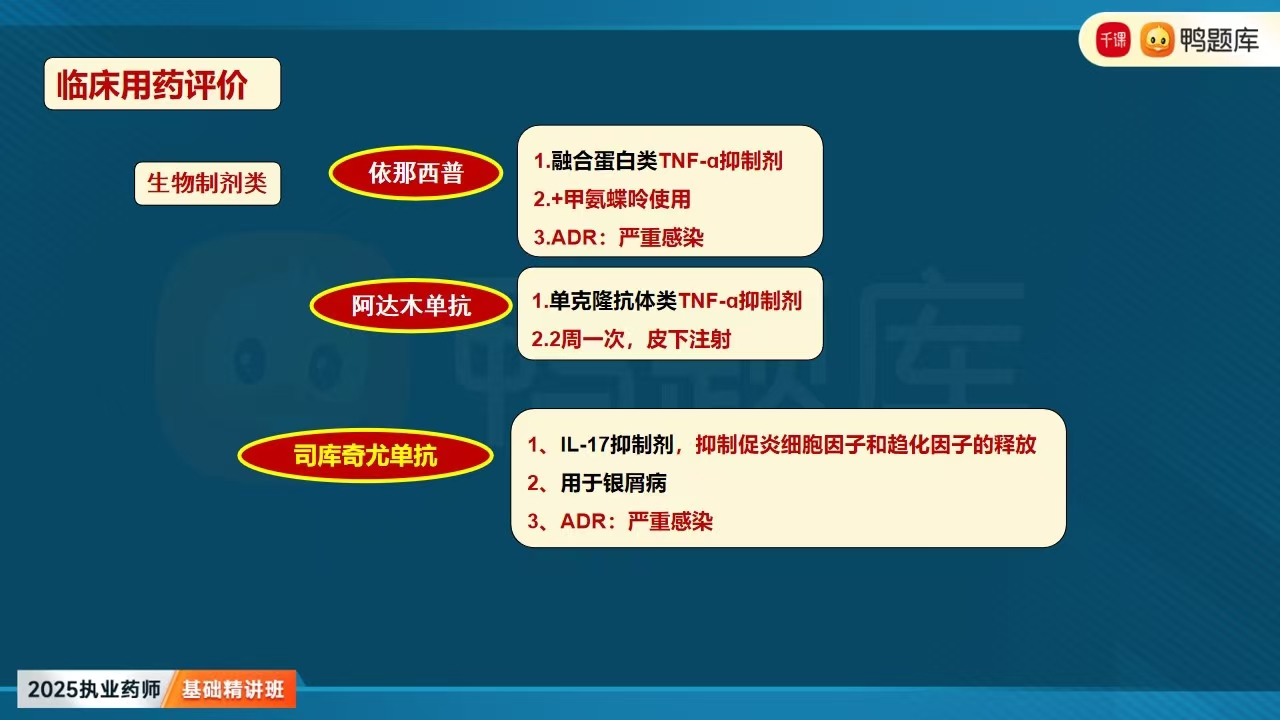 千课 鸭题库
临床用药评价
生物制剂类
依那西普
1.融合蛋白类TNF-α抑制剂
2.+甲氨蝶呤使用
3.ADR：严重感染
阿达木单抗
1.单克隆抗体类TNF-α抑制剂
2.2周一次，皮下注射
鸭题库
司库奇尤单抗
1、IL-17抑制剂，抑制促炎细胞因子和趋化因子的释放
2、用于银屑病
3、ADR：严重感染
2025执业药师 基础精讲班